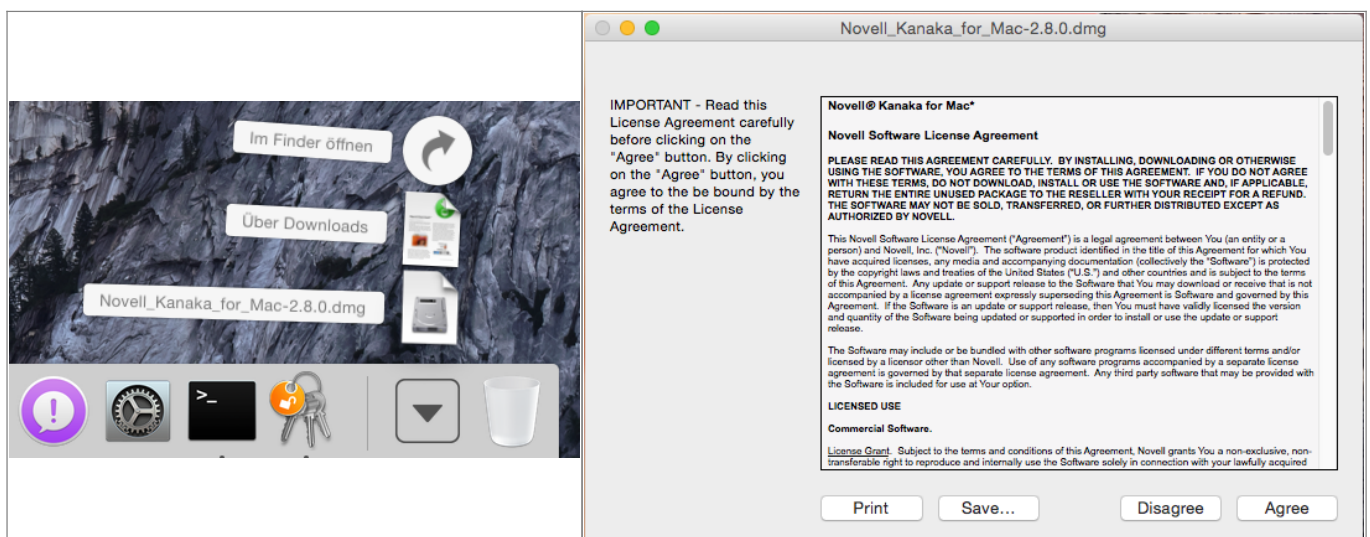 Im Finder öffnen
Über Downloads
Novell_Kanaka_for_Mac-2.8.0.dmg
>_
Novell_Kanaka_for_Mac-2.8.0.dmg
IMPORTANT - Read this
License Agreement carefully
before clicking on the
"Agree" button. By clicking
on the "Agree" button, you
agree to the be bound by the
terms of the License
Agreement.
Novell® Kanaka for Mac*
Novell Software License Agreement
PLEASE READ THIS AGREEMENT CAREFULLY. BY INSTALLING, DOWNLOADING OR OTHERWISE
USING THE SOFTWARE, YOU AGREE TO THE TERMS OF THIS AGREEMENT. IF YOU DO NOT AGREE
WITH THESE TERMS, DO NOT DOWNLOAD, INSTALL OR USE THE SOFTWARE AND, IF APPLICABLE,
RETURN THE ENTIRE UNUSED PACKAGE TO THE RESELLER WITH YOUR RECEIPT FOR A REFUND.
THE SOFTWARE MAY NOT BE SOLD, TRANSFERRED, OR FURTHER DISTRIBUTED EXCEPT AS
AUTHORIZED BY NOVELL.
This Novell Software License Agreement ("Agreement") is a legal agreement between You (an entity or a
person) and Novell, Inc. ("Novell"). The software product identified in the title of this Agreement for which You
have acquired licenses, any media and accompanying documentation (collectively the "Software") is protected
by the copyright laws and treaties of the United States ("U.S.") and other countries and is subject to the terms
of this Agreement. Any update or support release to the Software that You may download or receive that is not
accompanied by a license agreement expressly superseding this Agreement is Software and governed by this
Agreement. If the Software is an update or support release, then You must have validly licensed the version
and quantity of the Software being updated or supported in order to install or use the update or support
release.
The Software may include or be bundled with other software programs licensed under different terms and/or
licensed by a licensor other than Novell. Use of any software programs accompanied by a separate license
agreement is governed by that separate license agreement. Any third party software that may be provided with
the Software is included for use at Your option.
LICENSED USE
Commercial Software.
License Grant. Subject to the terms and conditions of this Agreement, Novell grants You a non-exclusive, non-
transferable right to reproduce and internally use the Software solely in connection with your lawfully acquired
Print Save... Disagree Agree